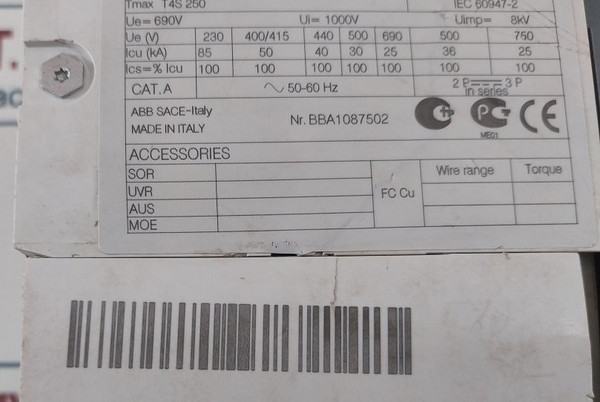 Tmax T4S 250 IEC 60947-2
Ue= 690V Ui= 1000V Uimp= 8kV
Ue (V) 230 400/415 440 500 690 500 750
Icu (kA) 85 50 40 30 25 36 25
Ics=% Icu 100 100 100 100 100 100 100
CAT. A ~ 50-60 Hz 2 P 3 P
in series
ABB SACE-Italy
MADE IN ITALY
Nr. BBA1087502
CE
ME01
ACCESSORIES
SOR
UVR
AUS
MOE
FC Cu
Wire range Torque